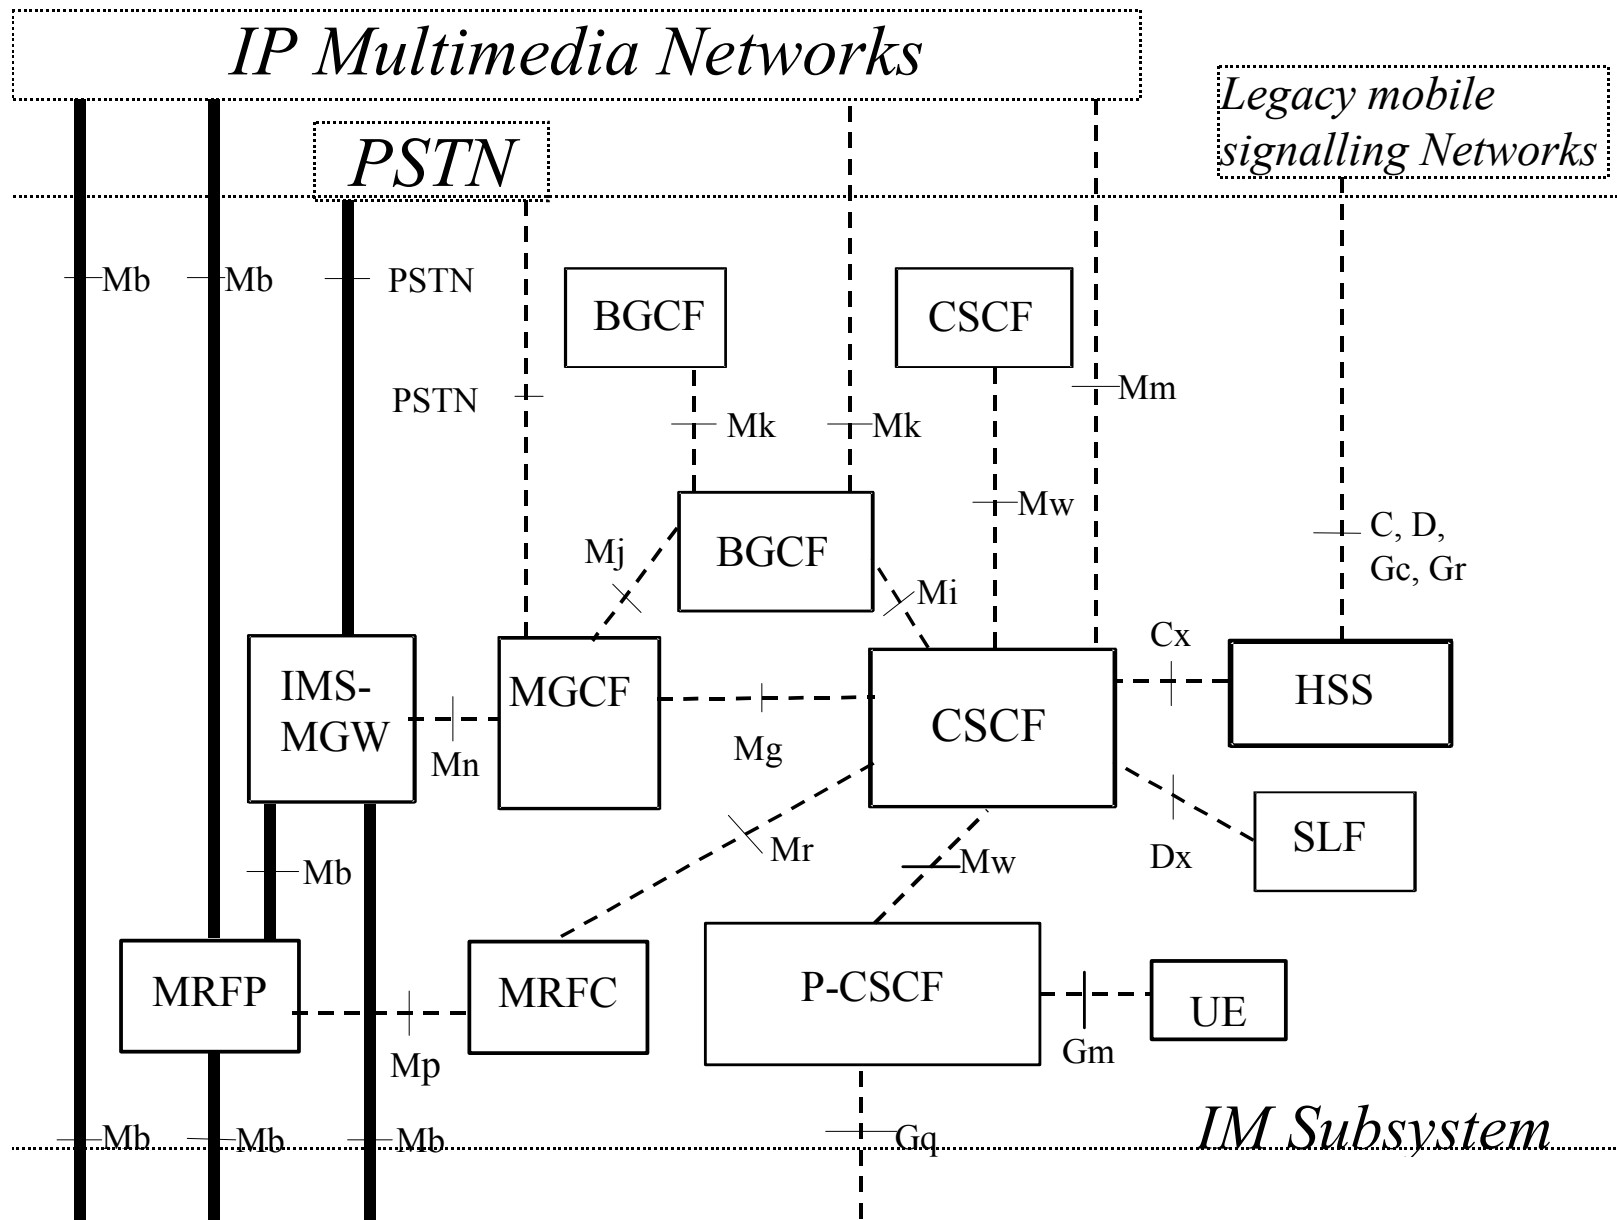 IP Multimedia Networks
Legacy mobile
signalling Networks
PSTN
Mb
Mb
PSTN
BGCF
CSCF
PSTN
Mm
Mk
Mk
Mw
C, D,
Gc, Gr
Mj
BGCF
Mi
Cx
IMS-
MGW
MGCF
CSCF
HSS
Mn
Mg
SLF
Mr
Mw
Dx
Mb
MRFP
MRFC
P-CSCF
UE
Mp
Gm
Mb
Mb
Mb
Gq
IM Subsystem